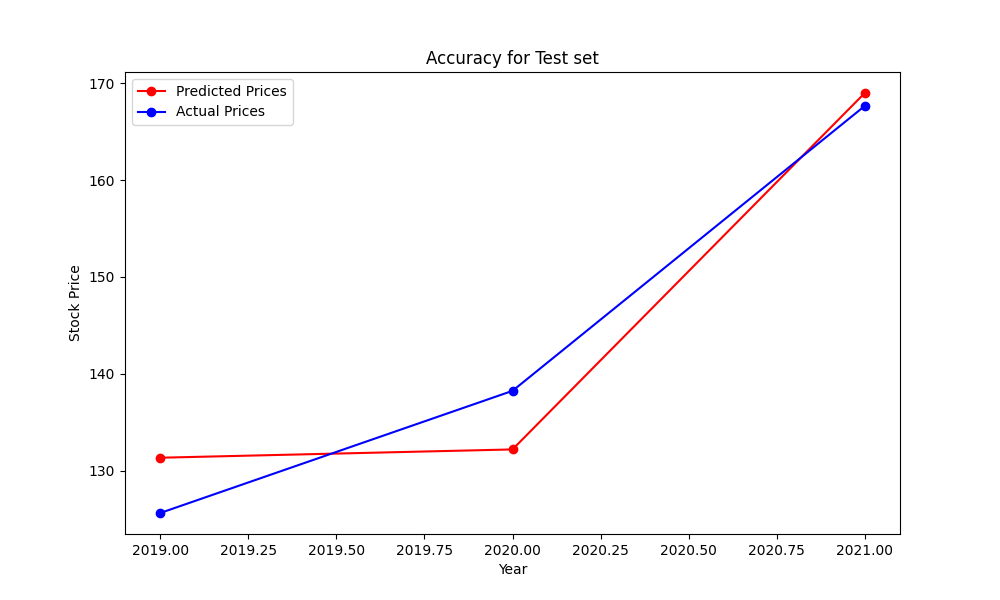 Accuracy for Test set
Predicted Prices
Actual Prices
170
160
150
140
130
Stock Price
2019.00 2019.25 2019.50 2019.75 2020.00 2020.25 2020.50 2020.75 2021.00
Year